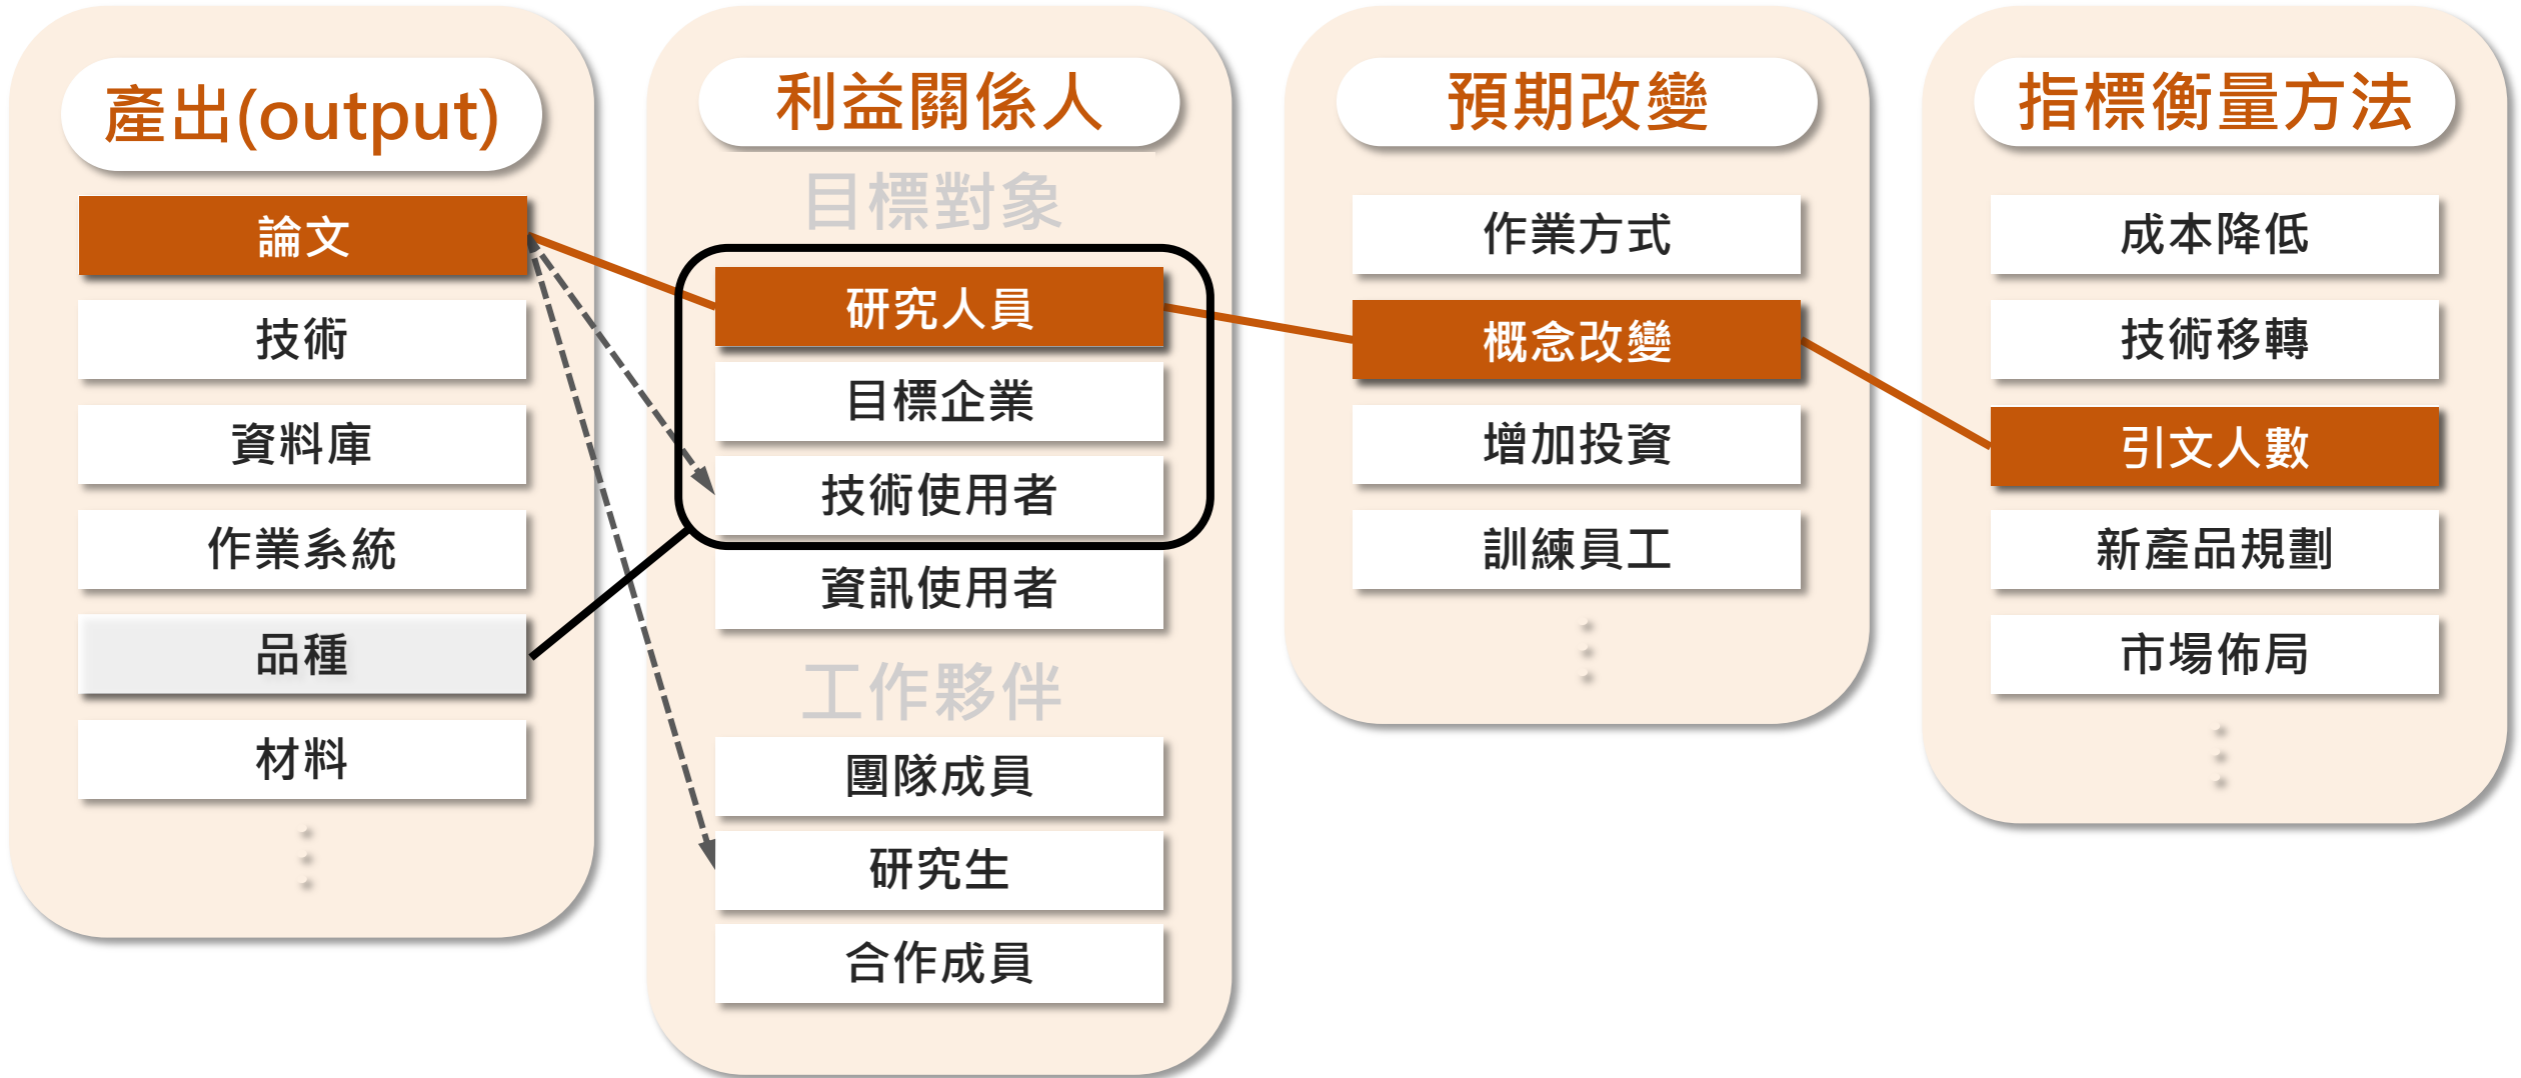 產出(output)
論文
技術
資料庫
作業系統
品種
材料
利益關係人
目標對象
研究人員
目標企業
技術使用者
資訊使用者
工作夥伴
團隊成員
研究生
合作成員
預期改變
作業方式
概念改變
增加投資
訓練員工
指標衡量方法
成本降低
技術移轉
引文人數
新產品規劃
市場佈局